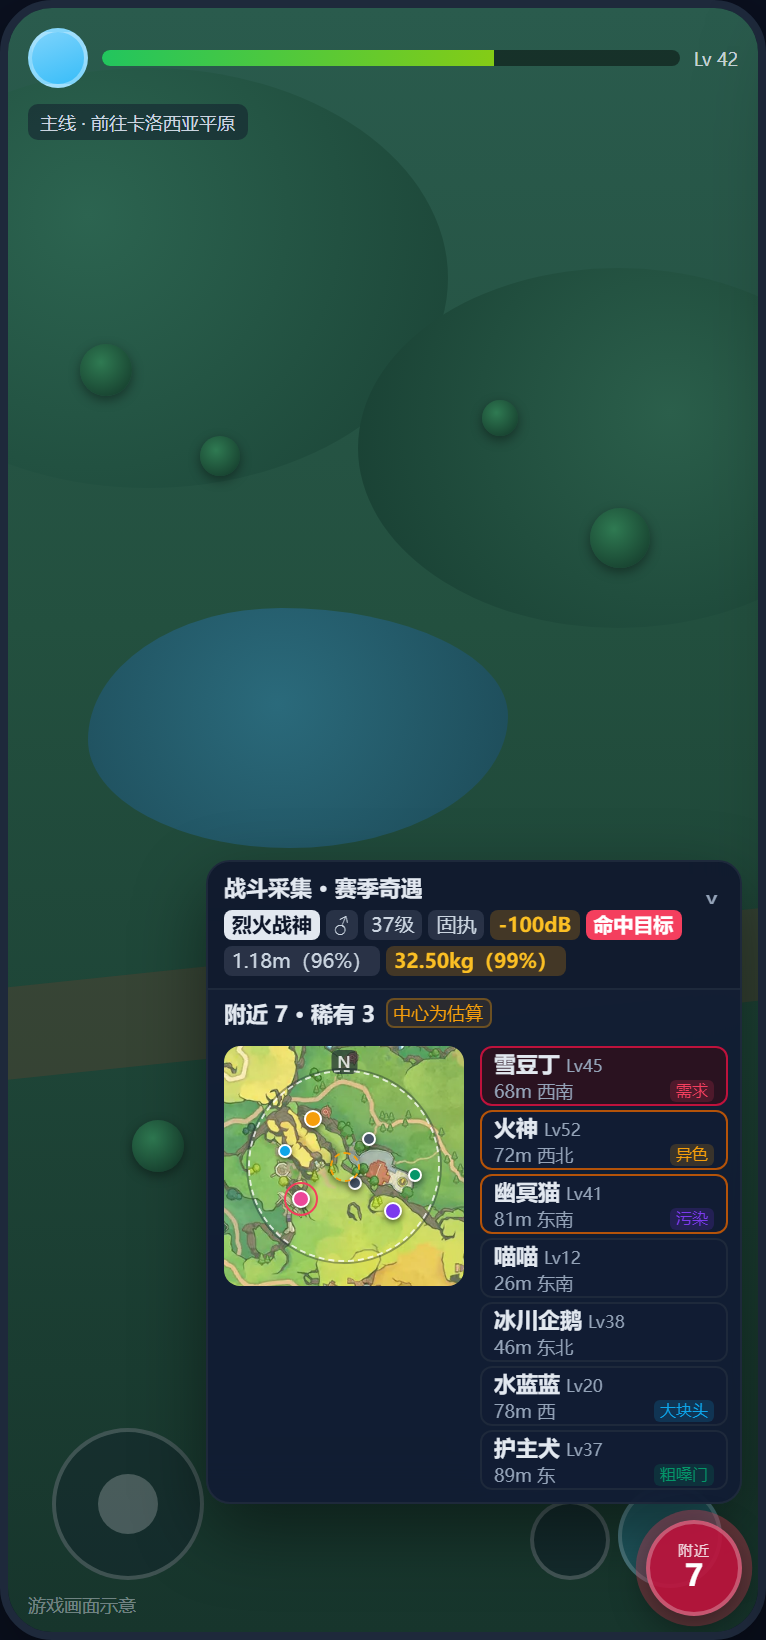 Lv 42
主线 · 前往卡洛西亚平原
战斗采集 • 赛季奇遇
v
烈火战神 ♂ 37级 固执 -100dB 命中目标
1.18m（96%） 32.50kg（99%）
附近 7 • 稀有 3 中心为估算
N
雪豆丁 Lv45
68m 西南 需求
火神 Lv52
72m 西北 异色
幽冥猫 Lv41
81m 东南 污染
喵喵 Lv12
26m 东南
冰川企鹅 Lv38
46m 东北
水蓝蓝 Lv20
78m 西 大块头
护主犬 Lv37
89m 东 粗嗓门
附近
7
游戏画面示意